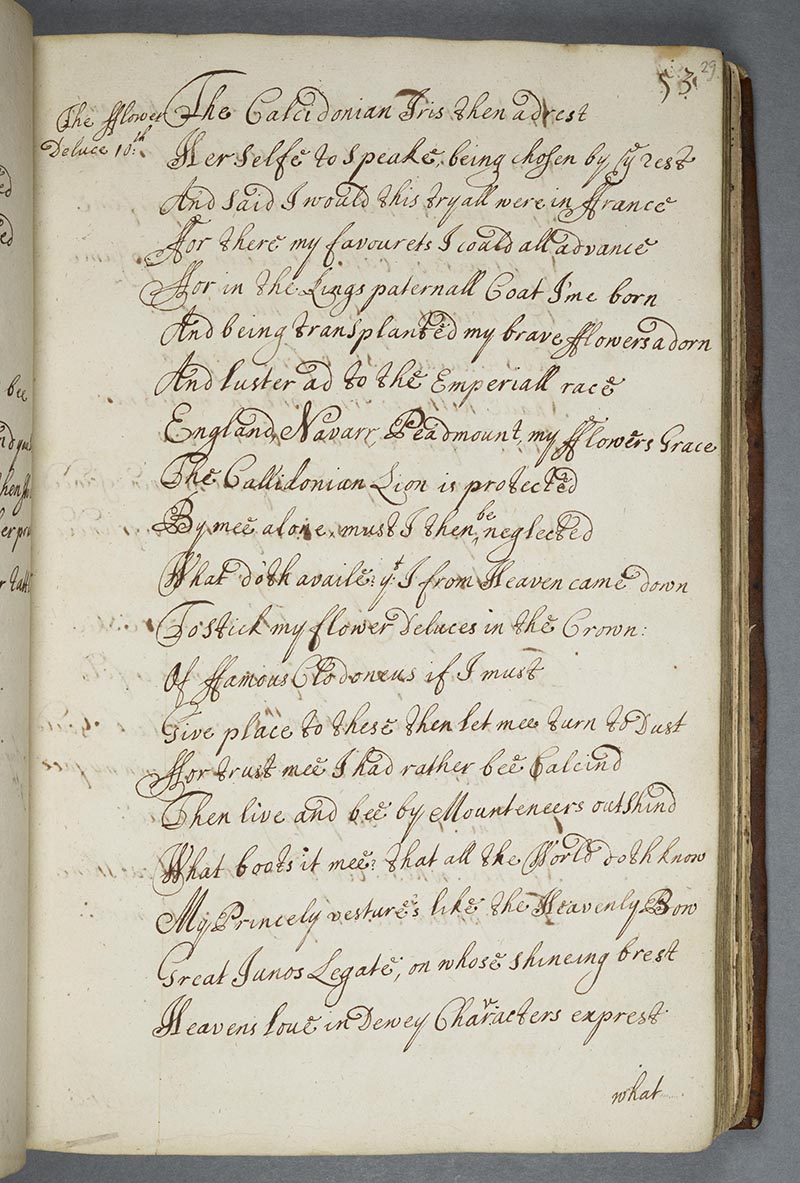 53
29
The fflower
Deluce 10:th
The Calcidonian Iris then adrest
Herselfe to speake, being chosen by ye rest
And said I would this tryall were in ffrance
ffor there my favourets I could all advance
ffor in the Kings paternall Coat I'me born
And being transplanted my brave fflowers adorn
And luster ad to the Emperiall race
England, Navarr, Peadmount, my fflowers Grace
The Callidonian Lion is protected
By mee alone, must I then be neglected
What doth availe: yt: I from Heaven came down
To stick my flower Deluces in the Crown:
Of ffamous Clodoneus if I must
Give place to these then let mee turn to Dust
ffor trust mee I had rather bee Calcind
Then live and bee by Mounteneers outshind
What boots it mee: that all the World doth know
My Princely vestures like the Heavenly Bow
Great Junos Legate, on whose shineing brest
Heavens love in Dewey Characters exprest
what